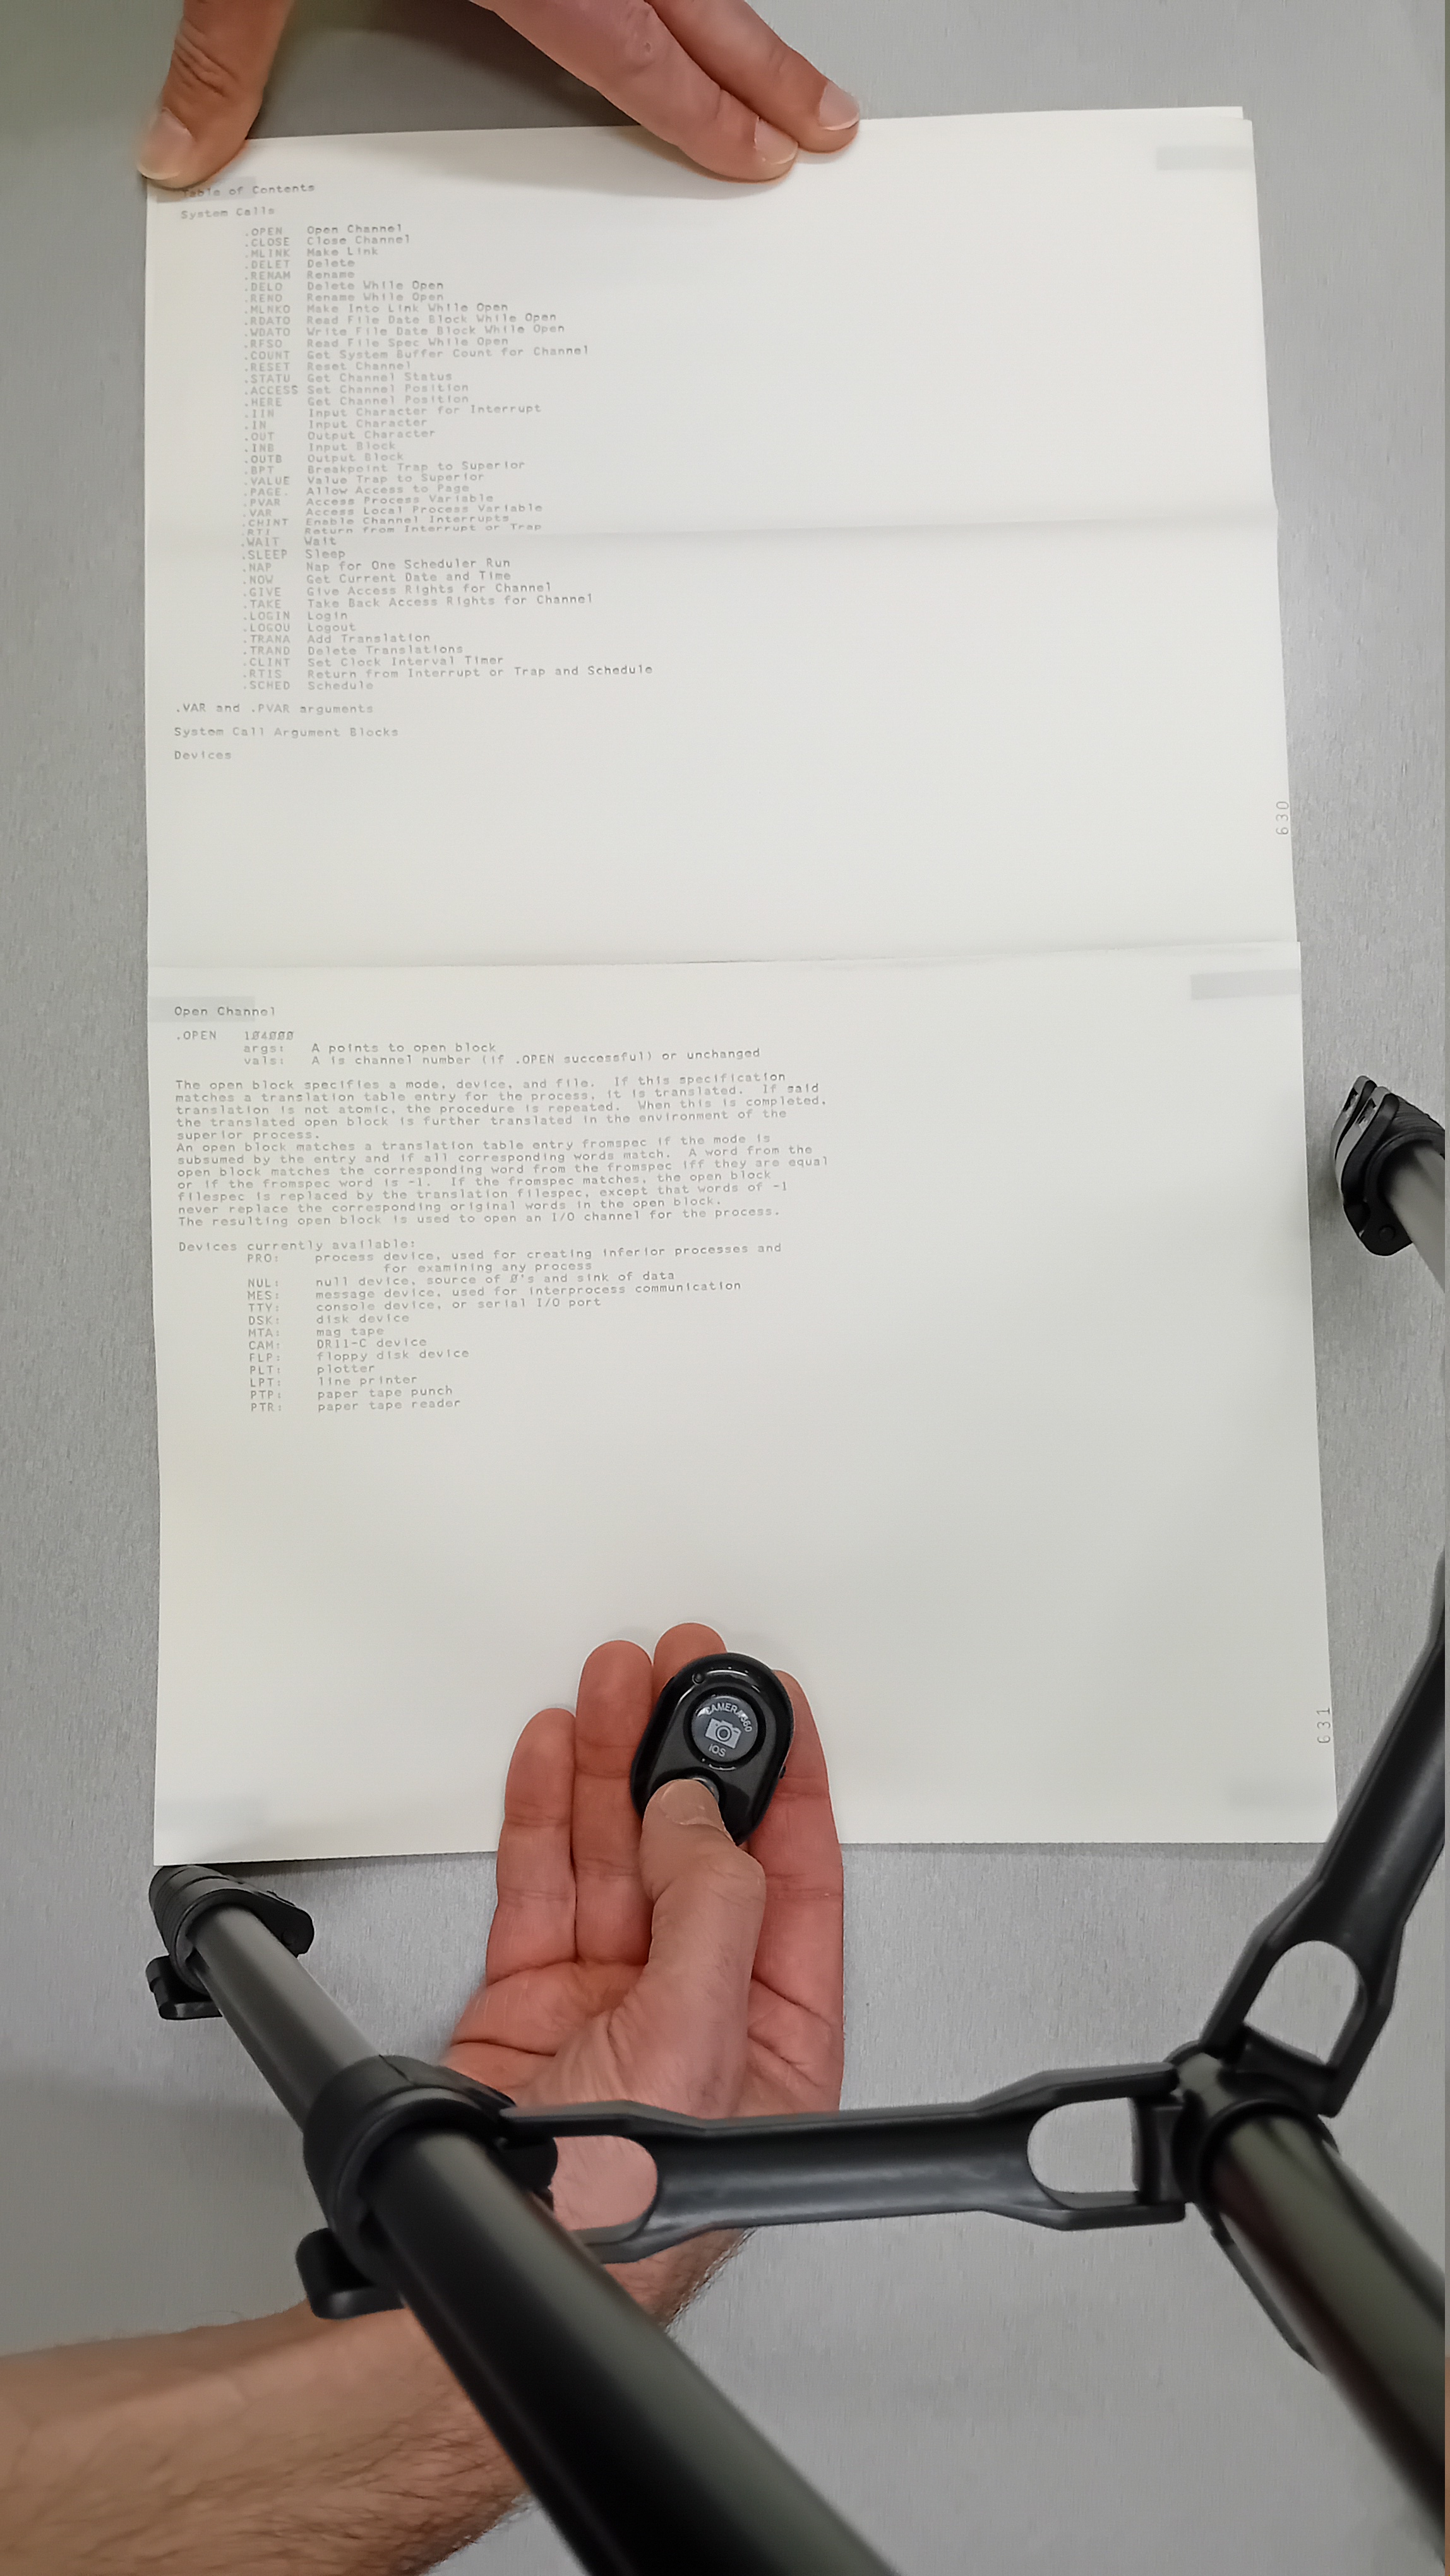 Table of Contents
System Calls
.OPEN Open Channel
.CLOSE Close Channel
.MLINK Make Link
.DELET Delete
.RENAM Rename
.DELO Delete While Open
.RENO Rename While Open
.MLNKO Make Into Link While Open
.RDATO Read File Date Block While Open
.WDATO Write File Date Block While Open
.RFSO Read File Spec While Open
.COUNT Get System Buffer Count for Channel
.RESET Reset Channel
.STATU Get Channel Status
.ACCESS Set Channel Position
.HERE Get Channel Position
.IIN Input Character for Interrupt
.IN Input Character
.OUT Output Character
.INB Input Block
.OUTB Output Block
.BPT Breakpoint Trap to Superior
.VALUE Value Trap to Superior
.PAGE. Allow Access to Page
.PVAR Access Process Variable
.VAR Access Local Process Variable
.CHINT Enable Channel Interrupts
.RTI Return from Interrupt or Trap
.WAIT Wait
.SLEEP Sleep
.NAP Nap for One Scheduler Run
.NOW Get Current Date and Time
.GIVE Give Access Rights for Channel
.TAKE Take Back Access Rights for Channel
.LOGIN Login
.LOGOU Logout
.TRANA Add Translation
.TRAND Delete Translations
.CLINT Set Clock Interval Timer
.RTIS Return from Interrupt or Trap and Schedule
.SCHED Schedule
.VAR and .PVAR arguments
System Call Argument Blocks
Devices
630
Open Channel
.OPEN 104000
args: A points to open block
vals: A is channel number (if .OPEN successful) or unchanged
The open block specifies a mode, device, and file. If this specification
matches a translation table entry for the process, it is translated. If said
translation is not atomic, the procedure is repeated. When this is completed,
the translated open block is further translated in the environment of the
superior process.
An open block matches a translation table entry fromspec if the mode is
subsumed by the entry and if all corresponding words match. A word from the
open block matches the corresponding word from the fromspec iff they are equal
or if the fromspec word is -1. If the fromspec matches, the open block
filespec is replaced by the translation filespec, except that words of -1
never replace the corresponding original words in the open block.
The resulting open block is used to open an I/O channel for the process.
Devices currently available:
PRO: process device, used for creating inferior processes and
for examining any process
NUL: null device, source of 0's and sink of data
MES: message device, used for interprocess communication
TTY: console device, or serial I/O port
DSK: disk device
MTA: mag tape
CAM: DR11-C device
FLP: floppy disk device
PLT: plotter
LPT: line printer
PTP: paper tape punch
PTR: paper tape reader
631
CAMERA360
iOS